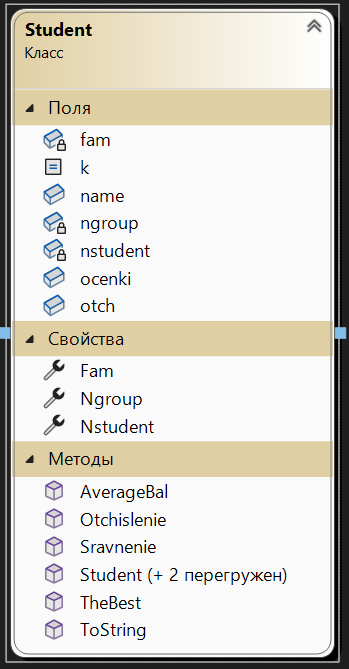 Student
Класс
Поля
fam
k
name
ngroup
nstudent
ocenki
otch
Свойства
Fam
Ngroup
Nstudent
Методы
AverageBal
Otchislenie
Sravnenie
Student (+ 2 перегружен)
TheBest
ToString